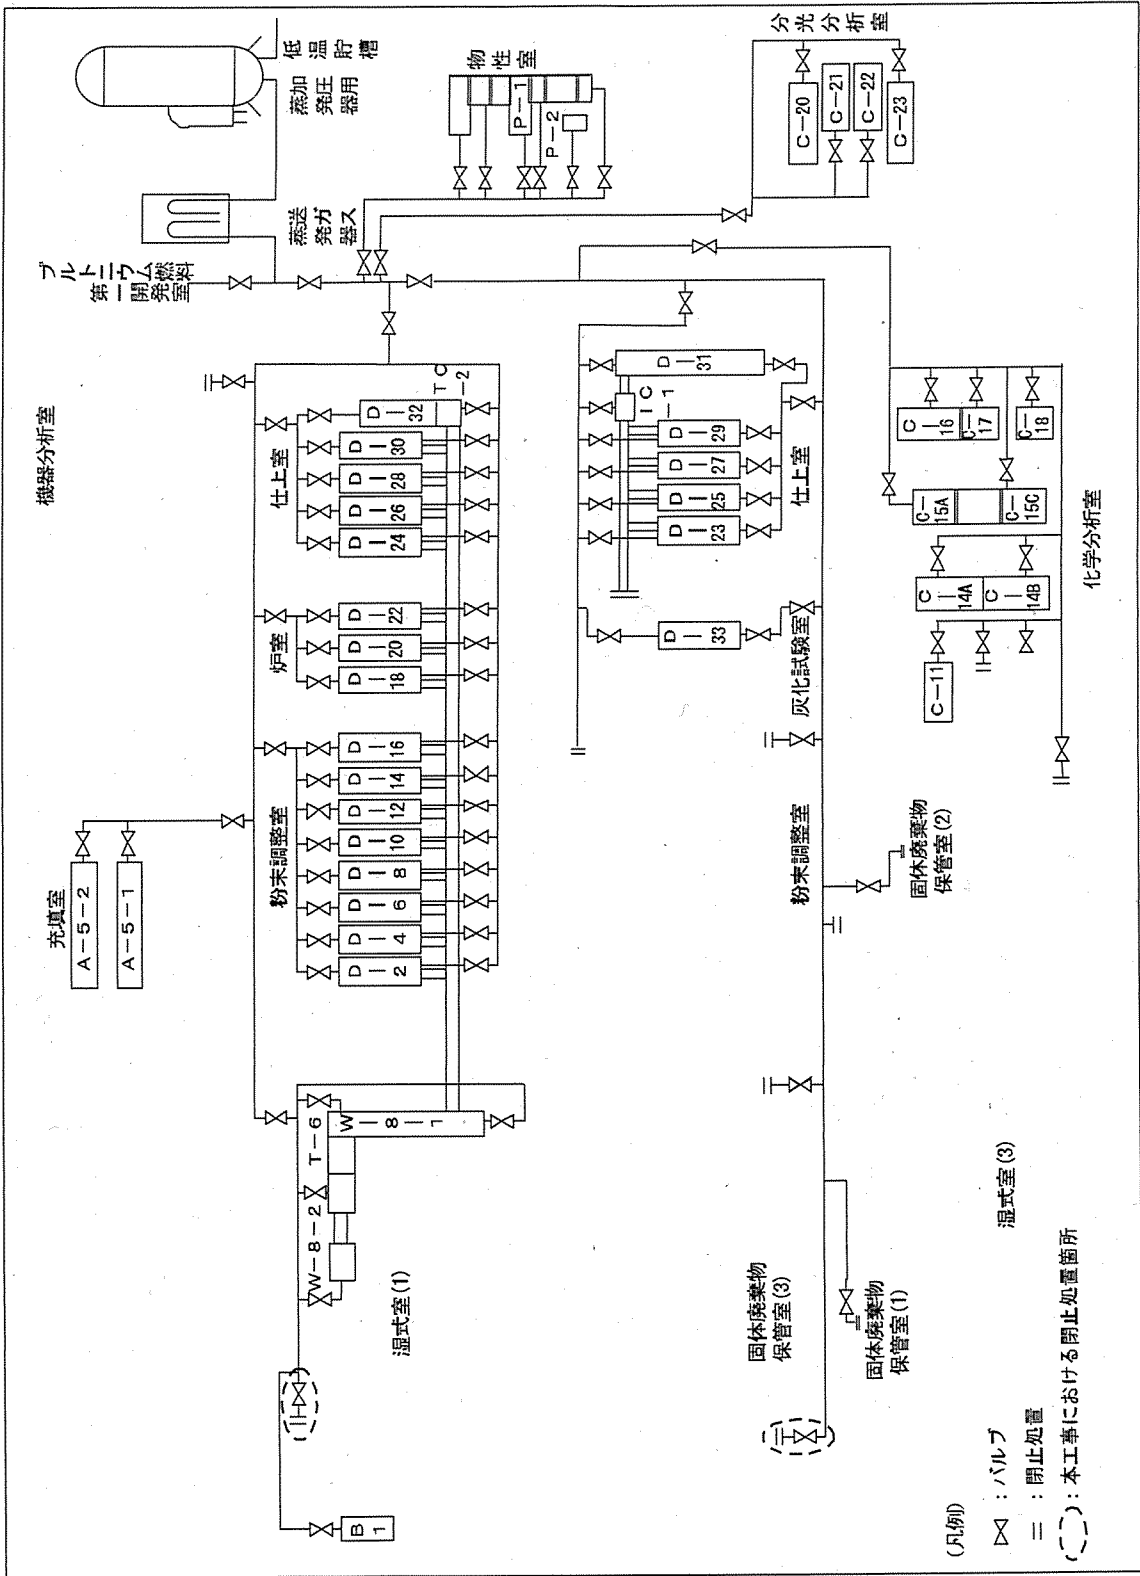 低温貯槽
加圧用
蒸発器
送ガス
蒸発器
プルトニウム燃料
第一開発室
物性室
P-1
P-2
分光分析室
C-20
C-21
C-22
C-23
機器分析室
仕上室
D-32
TC-2
D-30
D-28
D-26
D-24
炉室
D-22
D-20
D-18
粉末調整室
D-16
D-14
D-12
D-10
D-8
D-6
D-4
D-2
充填室
A-5-2
A-5-1
D-31
D-29
D-27
D-25
D-23
仕上室
D-33
灰化試験室
粉末調整室
C-16
C-17
C-18
C-15A
C-15C
C-14A
C-14B
C-11
化学分析室
固体廃棄物
保管室(2)
W-8-1
T-6
W-8-2
湿式室(1)
B-1
固体廃棄物
保管室(3)
固体廃棄物
保管室(1)
湿式室(3)
(凡例)
:バルブ
:閉止処置
:本工事における閉止処置箇所